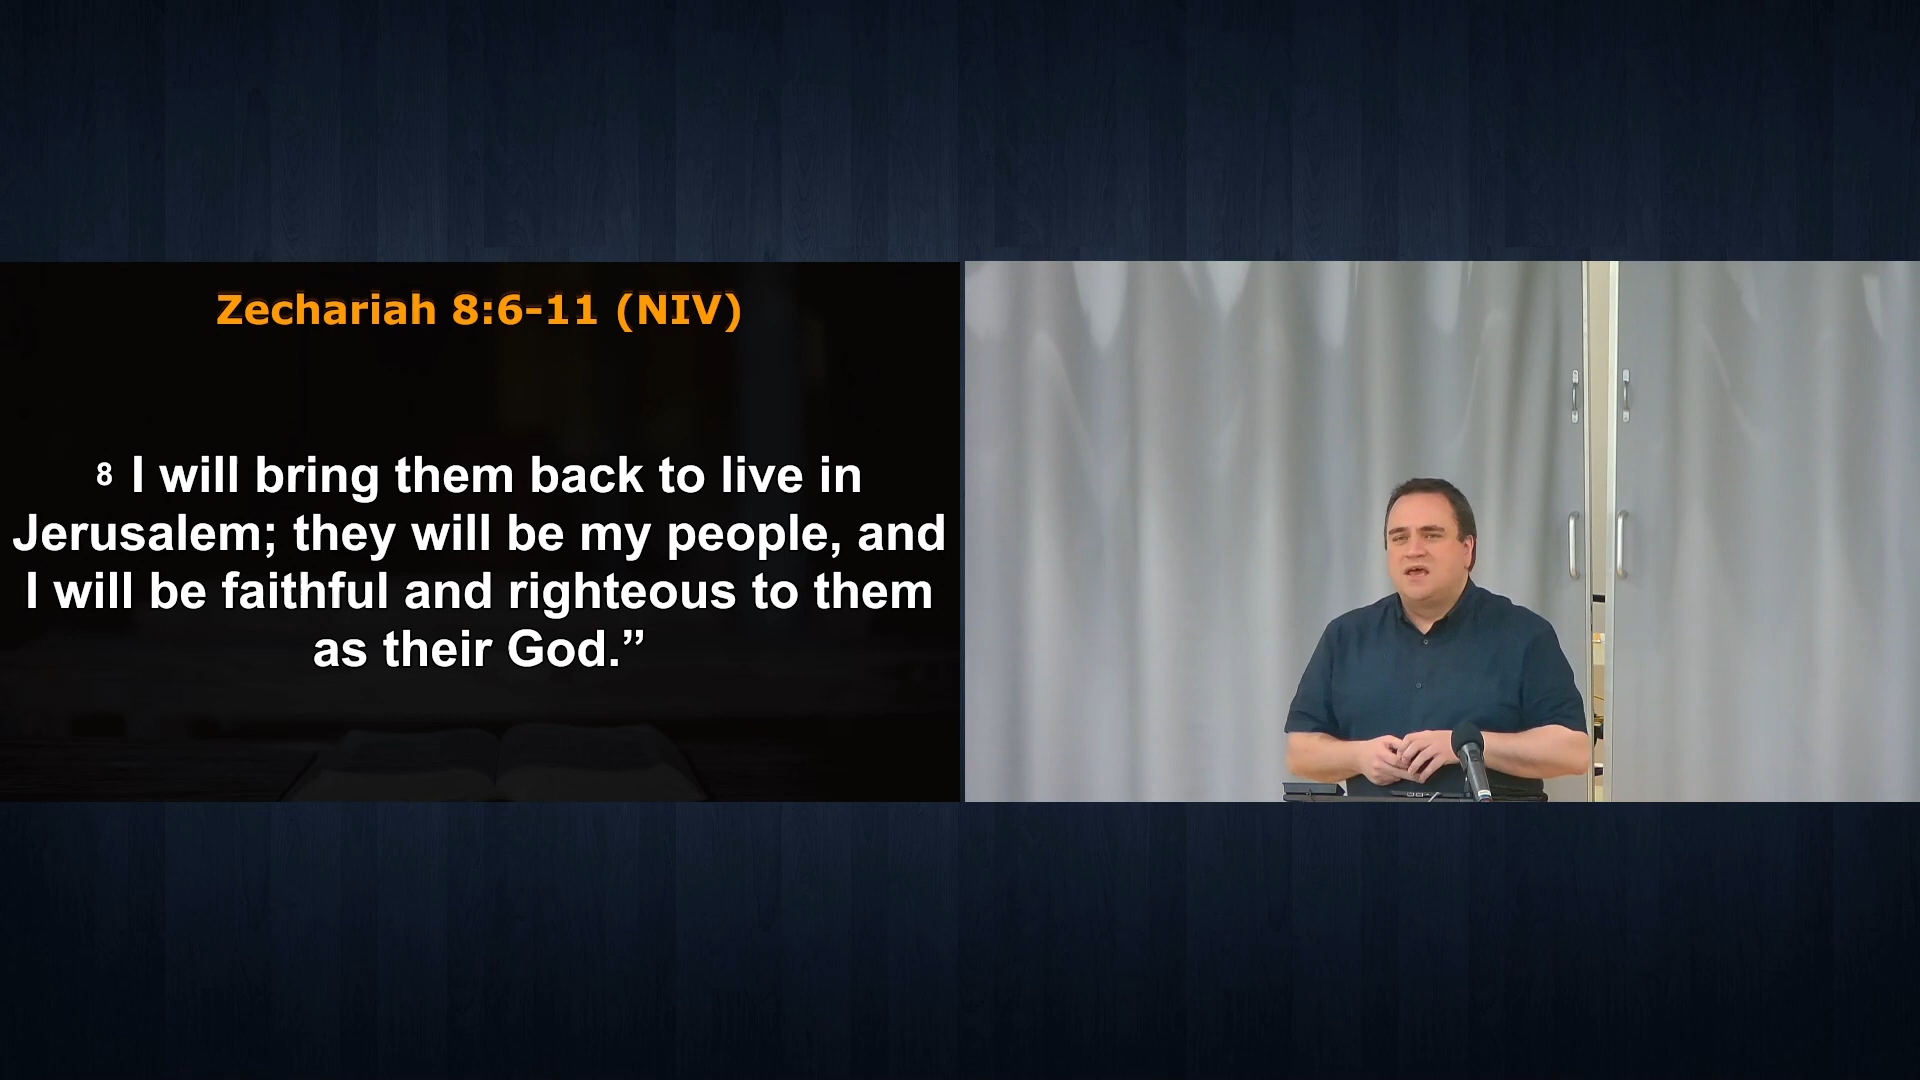 Zechariah 8:6-11 (NIV)
8 I will bring them back to live in
Jerusalem; they will be my people, and
I will be faithful and righteous to them
as their God.”